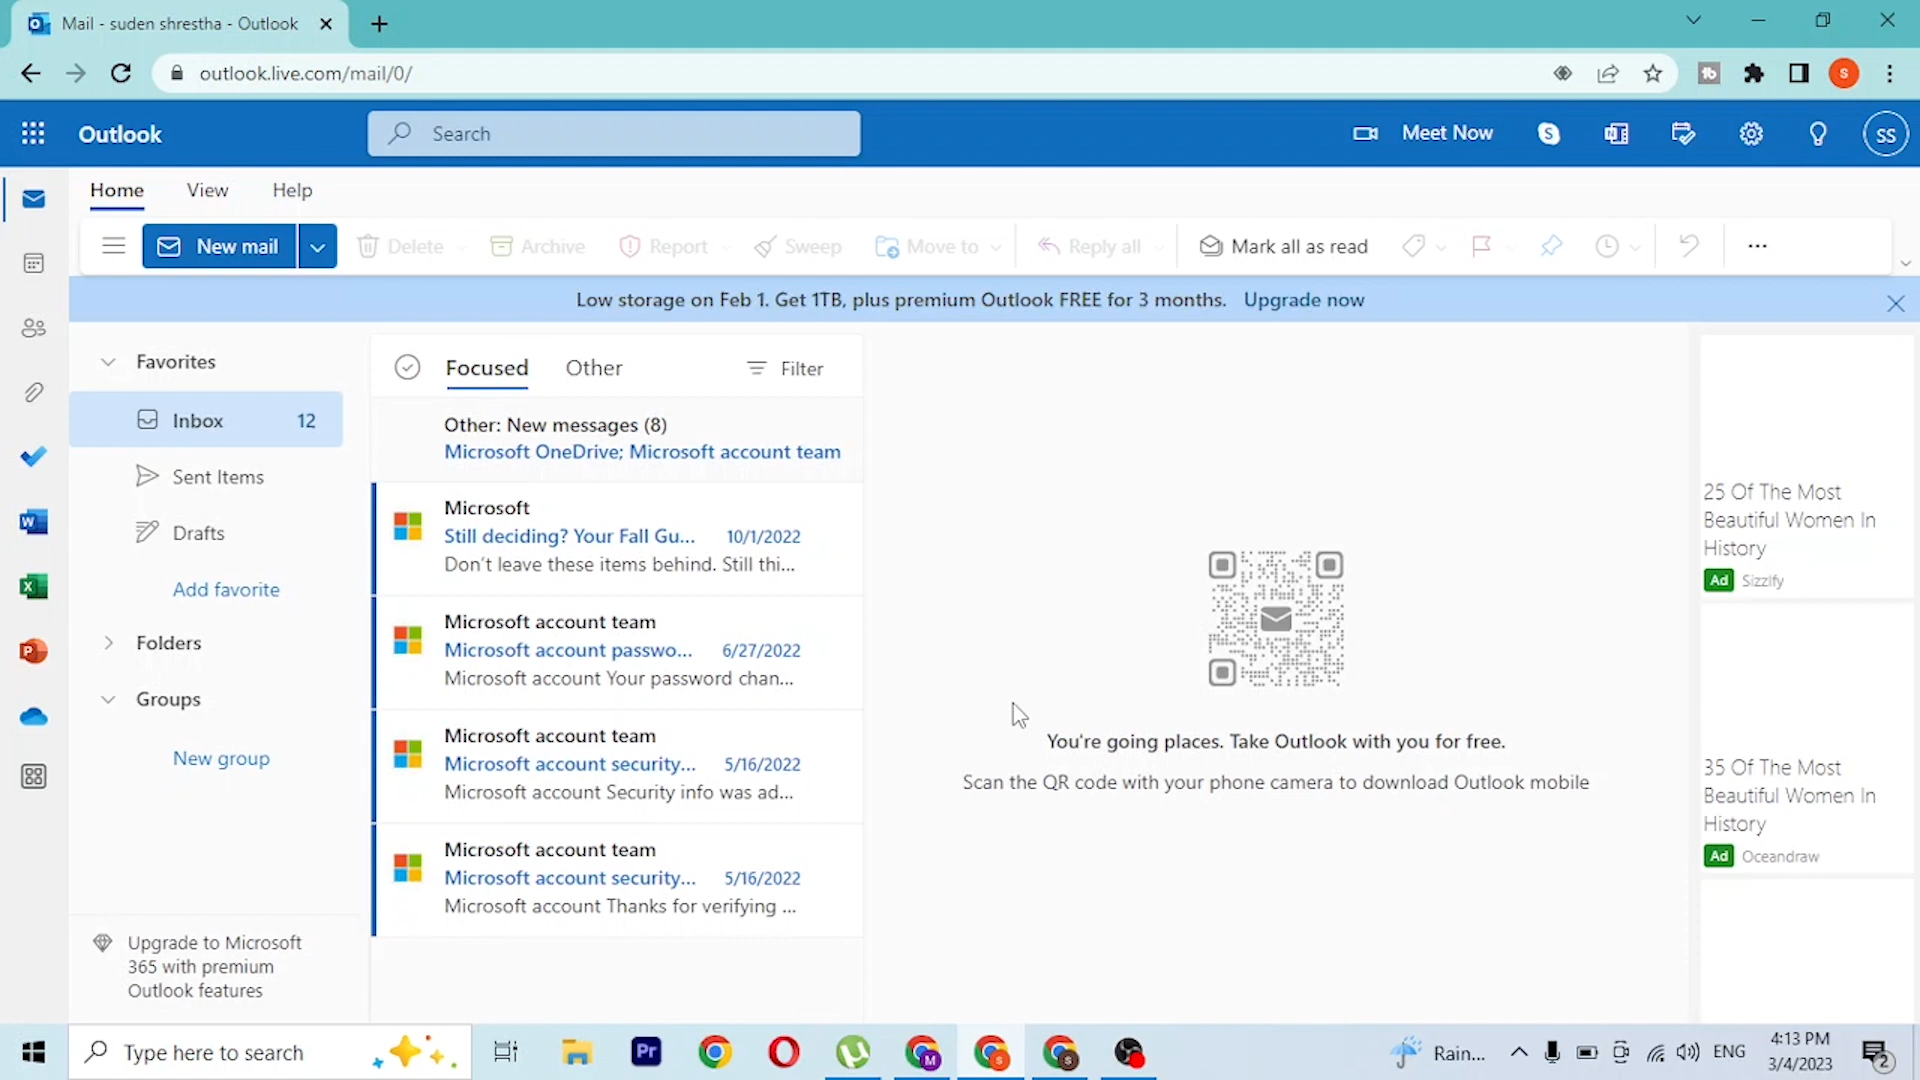 Mail - suden shrestha - Outlook
outlook.live.com/mail/0/
S
Outlook
Search
Meet Now
SS
Home View Help
New mail Delete Archive Report Sweep Move to Reply all Mark all as read
Low storage on Feb 1. Get 1TB, plus premium Outlook FREE for 3 months. Upgrade now
Favorites
Inbox 12
Sent Items
Drafts
Add favorite
Folders
Groups
New group
Upgrade to Microsoft
365 with premium
Outlook features
Focused Other Filter
Other: New messages (8)
Microsoft OneDrive; Microsoft account team
Microsoft
Still deciding? Your Fall Gu... 10/1/2022
Don't leave these items behind. Still thi...
Microsoft account team
Microsoft account passwo... 6/27/2022
Microsoft account Your password chan...
Microsoft account team
Microsoft account security... 5/16/2022
Microsoft account Security info was ad...
Microsoft account team
Microsoft account security... 5/16/2022
Microsoft account Thanks for verifying ...
You're going places. Take Outlook with you for free.
Scan the QR code with your phone camera to download Outlook mobile
25 Of The Most
Beautiful Women In
History
Ad Sizzlfy
35 Of The Most
Beautiful Women In
History
Ad Oceandraw
Type here to search
Pr
Rain...
ENG
4:13 PM
3/4/2023
2